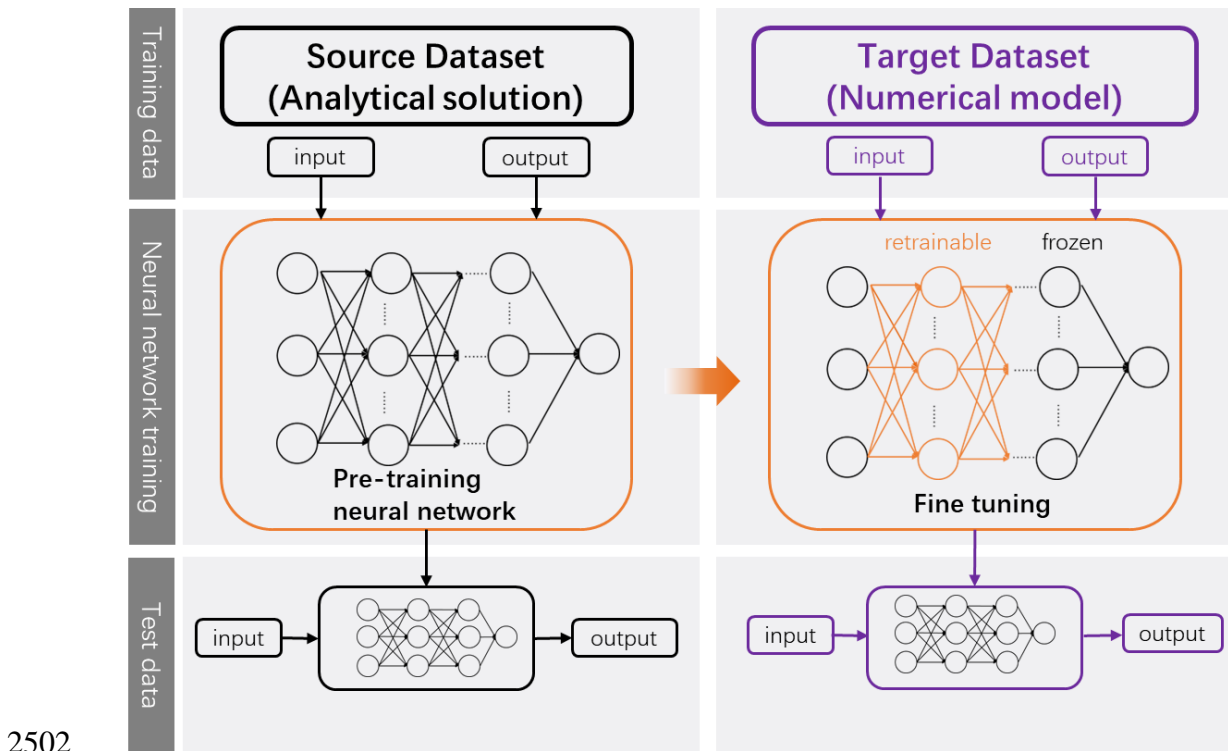 Training data
Source Dataset
(Analytical solution)
input
output
Target Dataset
(Numerical model)
input
output
Neural network training
Pre-training
neural network
retrainable
frozen
Fine tuning
Test data
input
output
input
output
2502